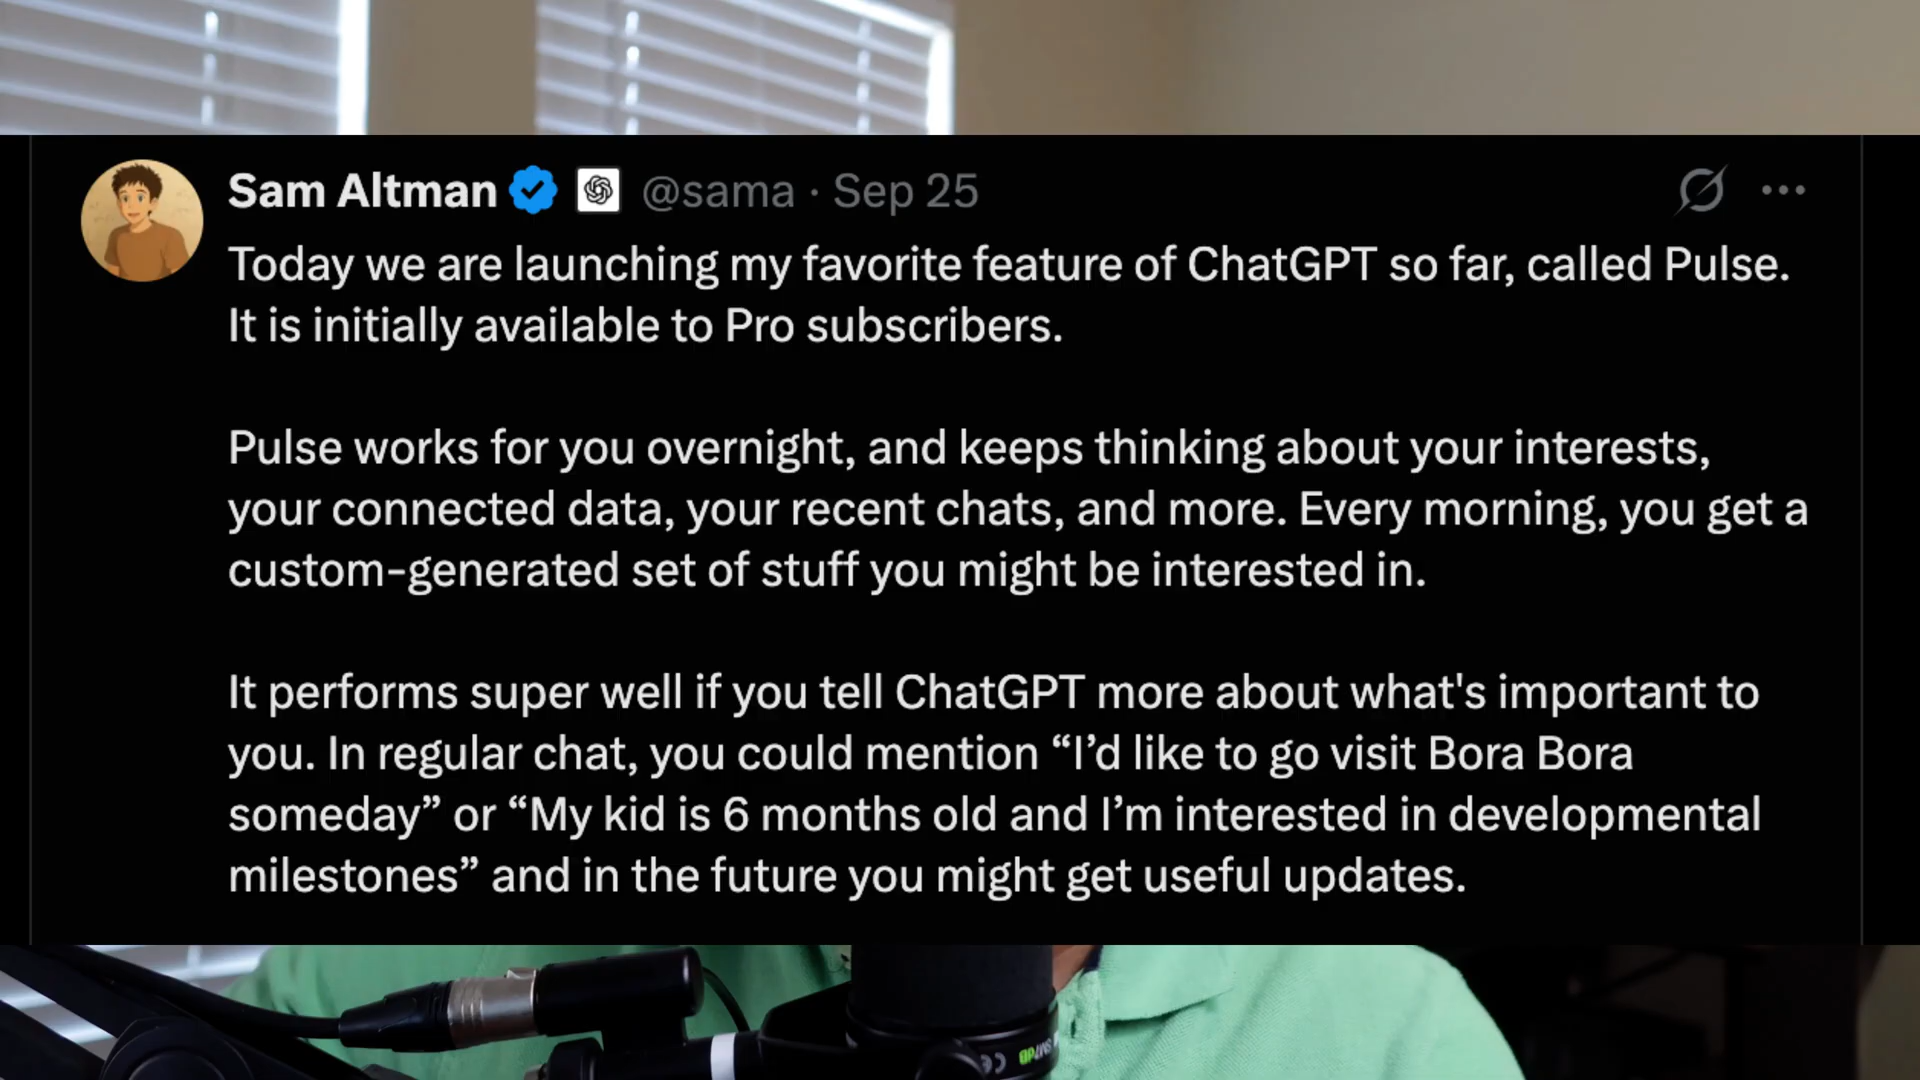 Sam Altman @sama · Sep 25
Today we are launching my favorite feature of ChatGPT so far, called Pulse.
It is initially available to Pro subscribers.
Pulse works for you overnight, and keeps thinking about your interests,
your connected data, your recent chats, and more. Every morning, you get a
custom-generated set of stuff you might be interested in.
It performs super well if you tell ChatGPT more about what's important to
you. In regular chat, you could mention “I’d like to go visit Bora Bora
someday” or “My kid is 6 months old and I’m interested in developmental
milestones” and in the future you might get useful updates.